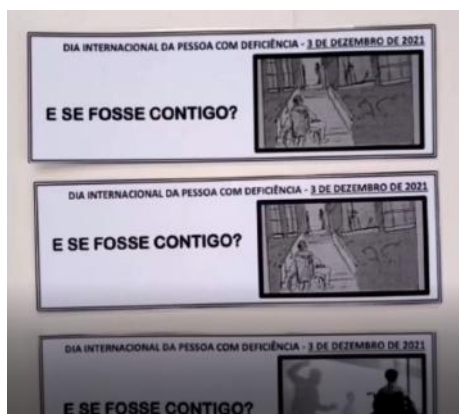 DIA INTERNACIONAL DA PESSOA COM DEFICIÊNCIA - 3 DE DEZEMBRO DE 2021
E SE FOSSE CONTIGO?
DIA INTERNACIONAL DA PESSOA COM DEFICIÊNCIA - 3 DE DEZEMBRO DE 2021
E SE FOSSE CONTIGO?
DIA INTERNACIONAL DA PESSOA COM DEFICIÊNCIA - 3 DE DEZEMBRO DE 2021
E SE FOSSE CONTIGO?